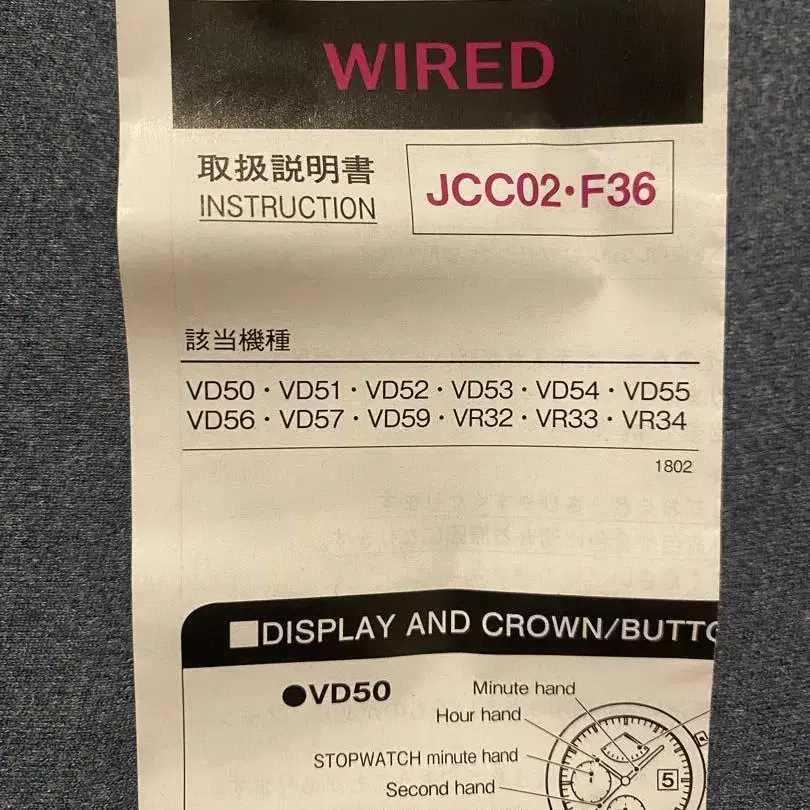 WIRED
取扱説明書
INSTRUCTION
JCC02・F36
該当機種
VD50・VD51・VD52・VD53・VD54・VD55
VD56・VD57・VD59・VR32・VR33・VR34
1802
■DISPLAY AND CROWN/BUTTO
●VD50
Minute hand
Hour hand
STOPWATCH minute hand
Second hand
5